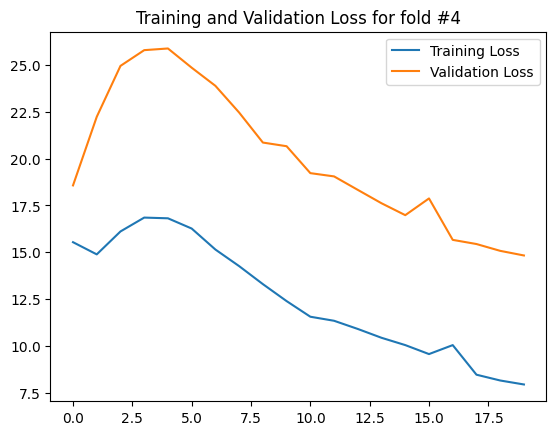 Training and Validation Loss for fold #4
Training Loss
Validation Loss
25.0
22.5
20.0
17.5
15.0
12.5
10.0
7.5
0.0 2.5 5.0 7.5 10.0 12.5 15.0 17.5